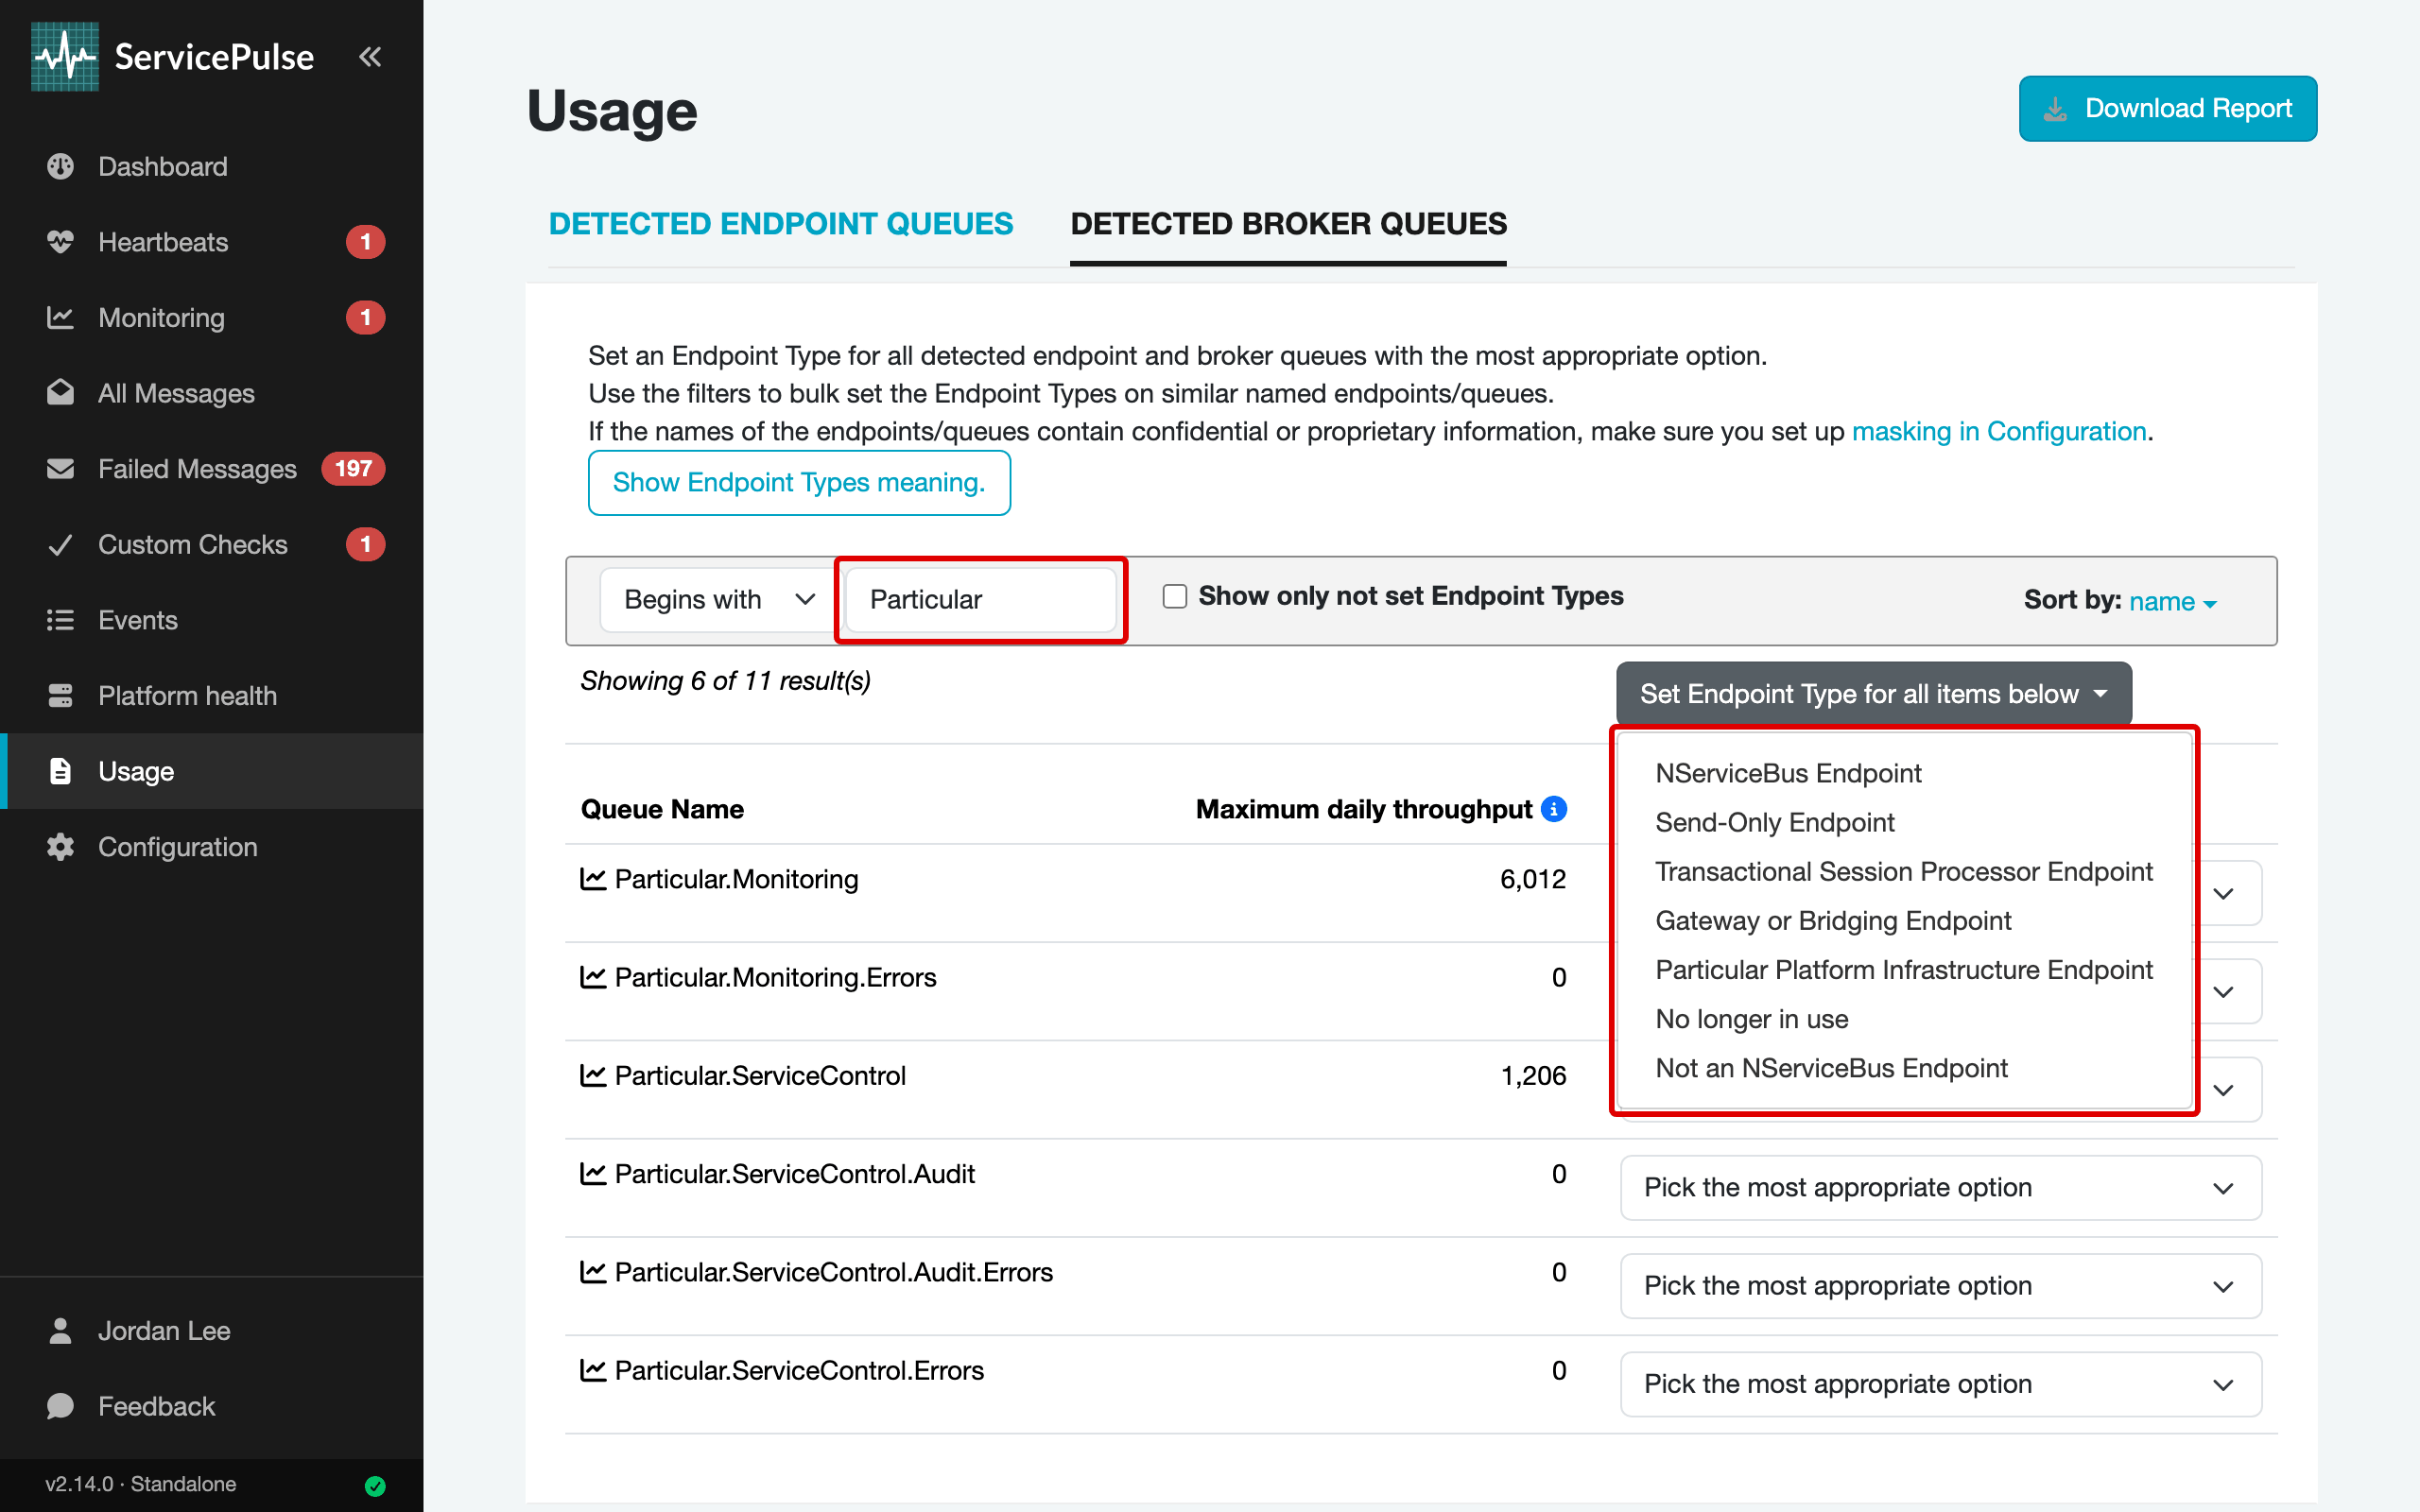 ServicePulse
Dashboard
Heartbeats 1
Monitoring 1
All Messages
Failed Messages 197
Custom Checks 1
Events
Platform health
Usage
Configuration
Jordan Lee
Feedback
v2.14.0 · Standalone
Usage
Download Report
DETECTED ENDPOINT QUEUES DETECTED BROKER QUEUES
Set an Endpoint Type for all detected endpoint and broker queues with the most appropriate option.
Use the filters to bulk set the Endpoint Types on similar named endpoints/queues.
If the names of the endpoints/queues contain confidential or proprietary information, make sure you set up masking in Configuration.
Show Endpoint Types meaning.
Begins with Particular Show only not set Endpoint Types Sort by: name
Showing 6 of 11 result(s)
Set Endpoint Type for all items below
NServiceBus Endpoint
Send-Only Endpoint
Transactional Session Processor Endpoint
Gateway or Bridging Endpoint
Particular Platform Infrastructure Endpoint
No longer in use
Not an NServiceBus Endpoint
Queue Name Maximum daily throughput
Particular.Monitoring 6,012
Particular.Monitoring.Errors 0
Particular.ServiceControl 1,206
Particular.ServiceControl.Audit 0 Pick the most appropriate option
Particular.ServiceControl.Audit.Errors 0 Pick the most appropriate option
Particular.ServiceControl.Errors 0 Pick the most appropriate option